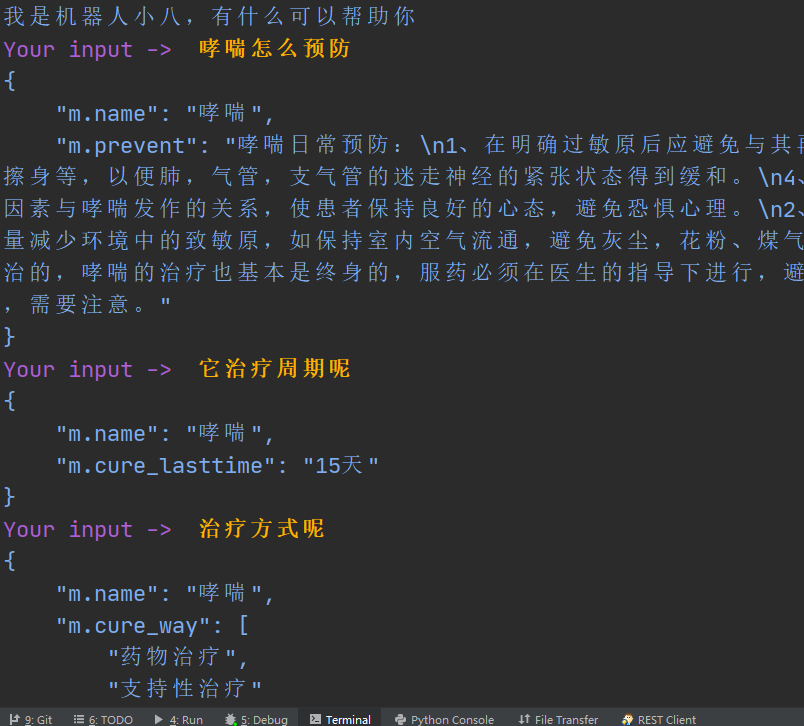 我是机器人小八，有什么可以帮助你
Your input ->  哮喘怎么预防
{
    "m.name": "哮喘",
    "m.prevent": "哮喘日常预防：\n1、在明确过敏原后应避免与其再
擦身等，以便肺，气管，支气管的迷走神经的紧张状态得到缓和。\n4、
因素与哮喘发作的关系，使患者保持良好的心态，避免恐惧心理。\n2、
量减少环境中的致敏原，如保持室内空气流通，避免灰尘，花粉、煤气
治的，哮喘的治疗也基本是终身的，服药必须在医生的指导下进行，避
，需要注意。"
}
Your input ->  它治疗周期呢
{
    "m.name": "哮喘",
    "m.cure_lasttime": "15天"
}
Your input ->  治疗方式呢
{
    "m.name": "哮喘",
    "m.cure_way": [
        "药物治疗",
        "支持性治疗"
9: Git 6: TODO 4: Run 5: Debug Terminal Python Console File Transfer REST Client